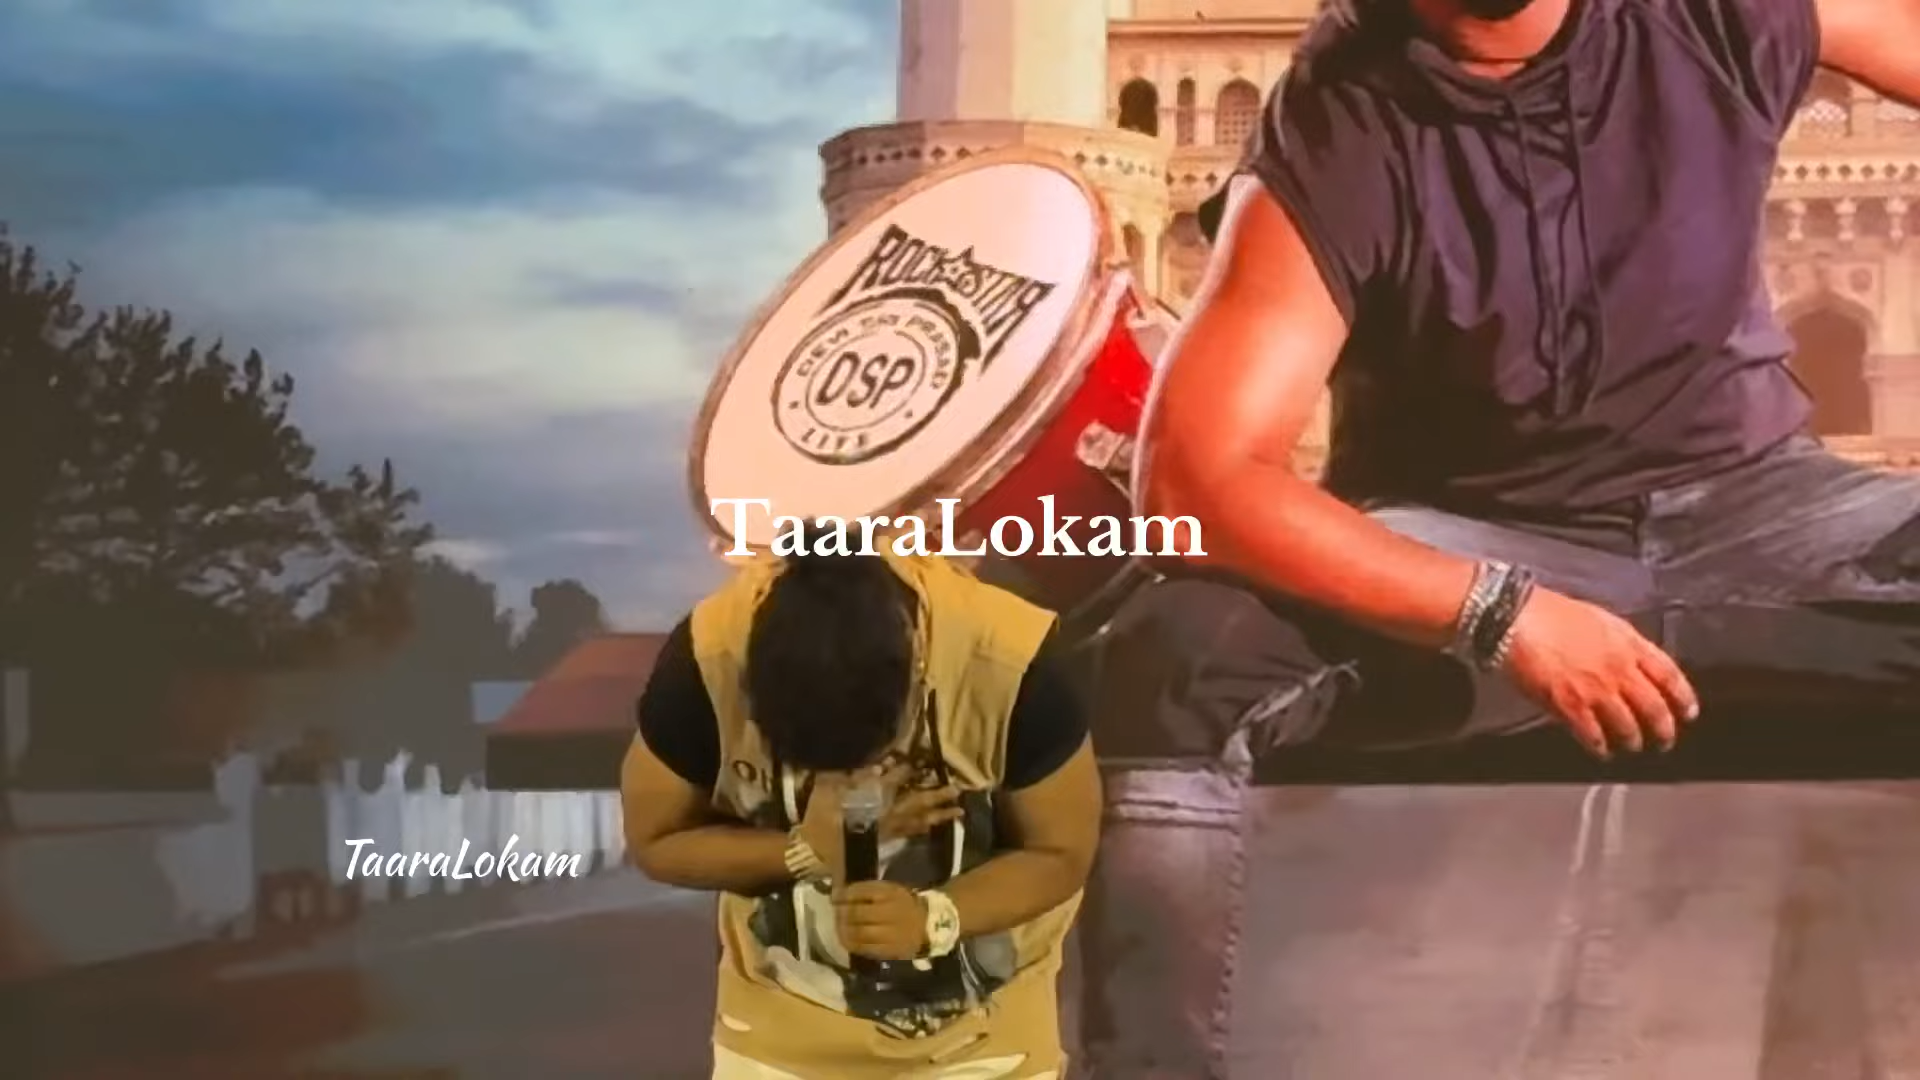 ROCKSTAR
DEVI SRI PRASAD
DSP
LIVE
TaaraLokam
TaaraLokam